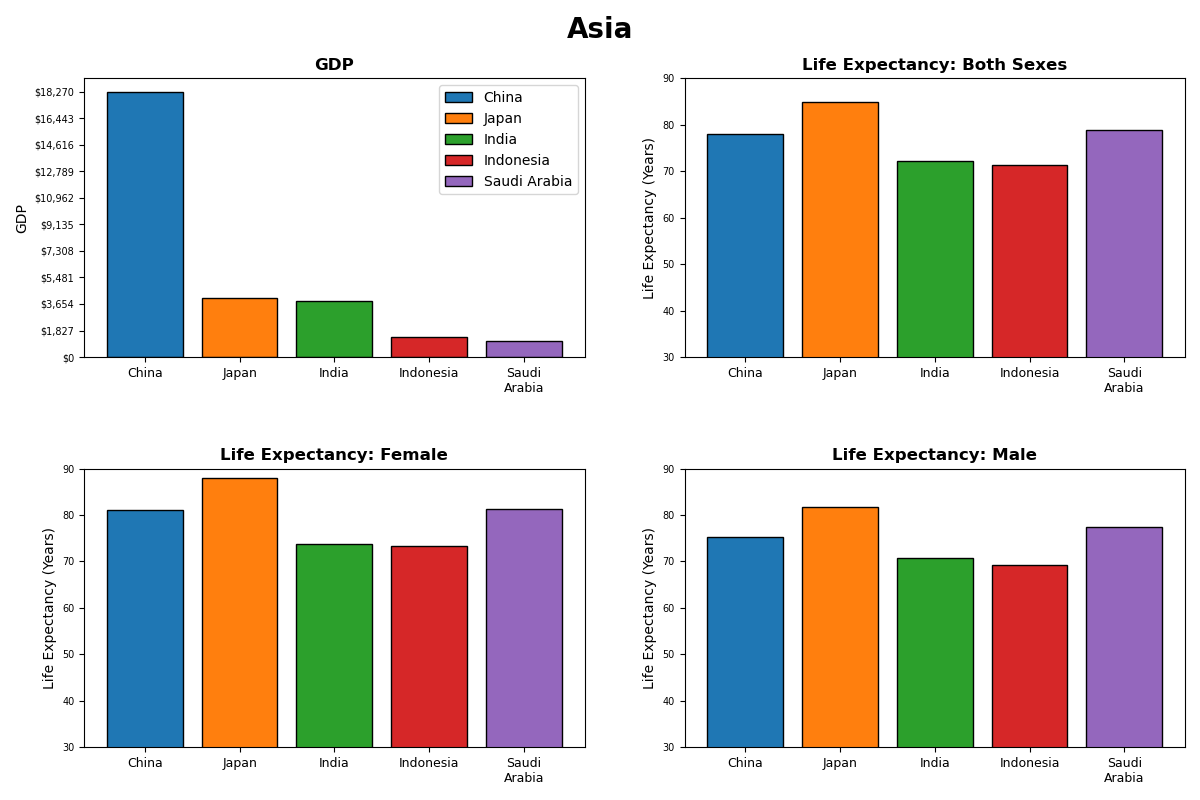 Asia
GDP
$18,270
$16,443
$14,616
$12,789
$10,962
$9,135
$7,308
$5,481
$3,654
$1,827
$0
GDP
China
Japan
India
Indonesia
Saudi Arabia
China
Japan
India
Indonesia
Saudi
Arabia
Life Expectancy: Both Sexes
90
80
70
60
50
40
30
Life Expectancy (Years)
China
Japan
India
Indonesia
Saudi
Arabia
Life Expectancy: Female
90
80
70
60
50
40
30
Life Expectancy (Years)
China
Japan
India
Indonesia
Saudi
Arabia
Life Expectancy: Male
90
80
70
60
50
40
30
Life Expectancy (Years)
China
Japan
India
Indonesia
Saudi
Arabia